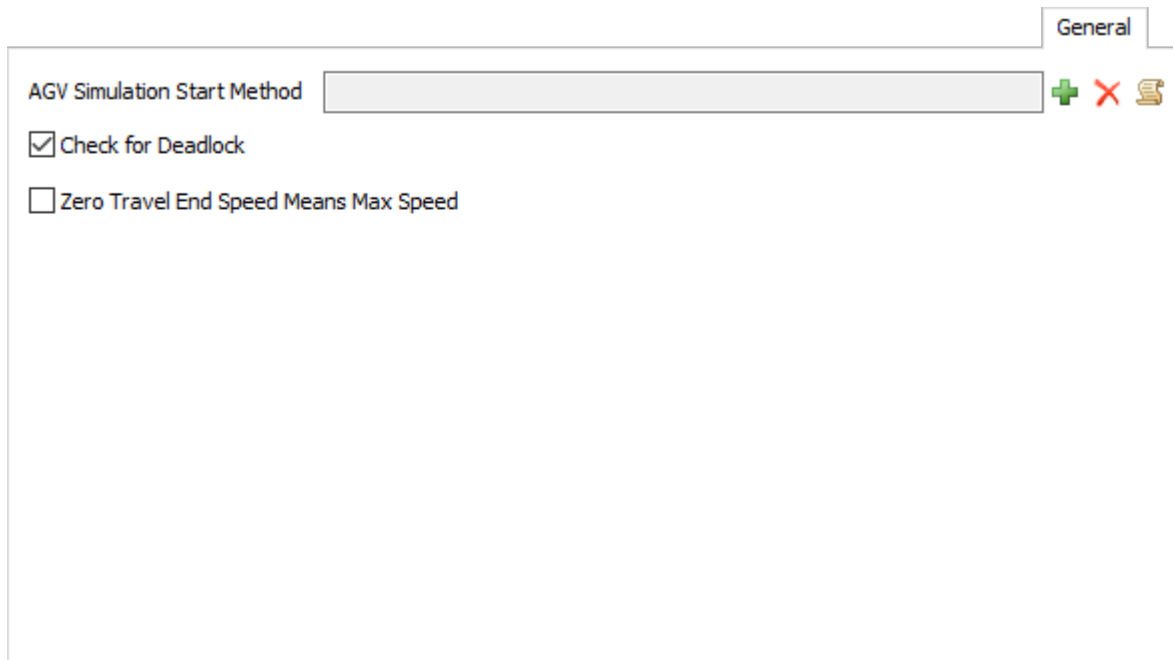 General
AGV Simulation Start Method
Check for Deadlock
Zero Travel End Speed Means Max Speed